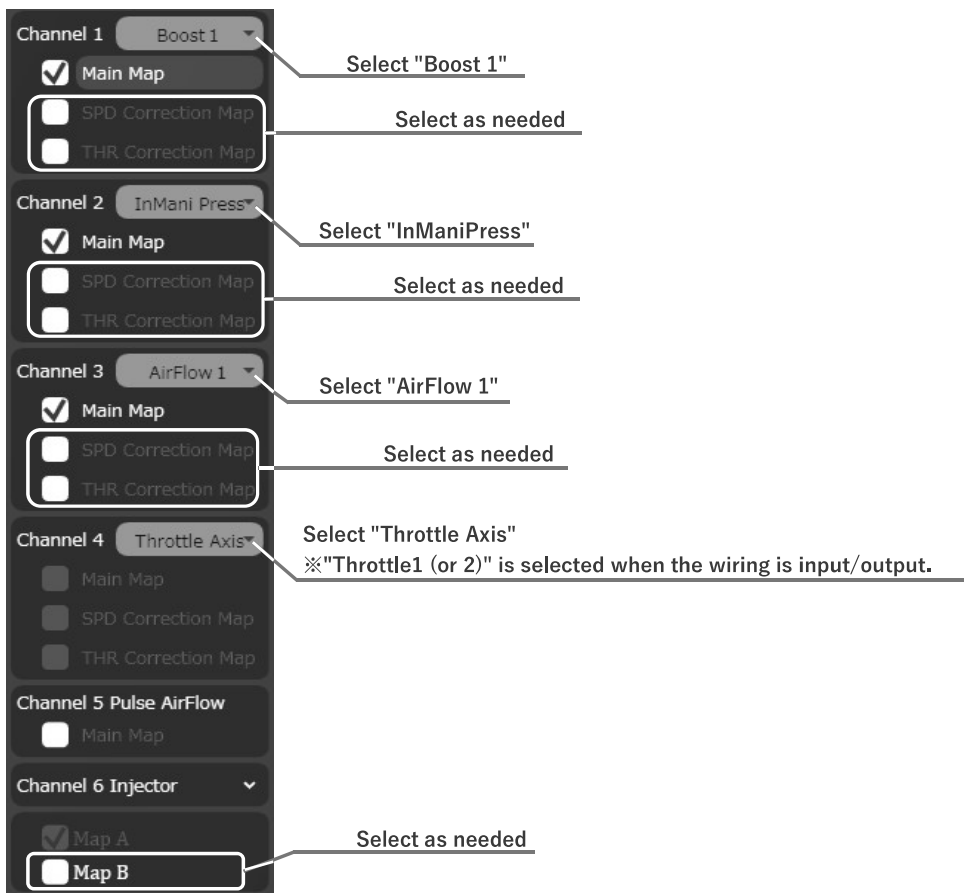 Channel 1 Boost 1
Select "Boost 1"
Main Map
SPD Correction Map
Select as needed
THR Correction Map
Channel 2 InMani Press
Select "InManiPress"
Main Map
SPD Correction Map
Select as needed
THR Correction Map
Channel 3 AirFlow 1
Select "AirFlow 1"
Main Map
SPD Correction Map
Select as needed
THR Correction Map
Channel 4 Throttle Axis
Select "Throttle Axis"
※"Throttle1 (or 2)" is selected when the wiring is input/output.
Main Map
SPD Correction Map
THR Correction Map
Channel 5 Pulse AirFlow
Main Map
Channel 6 Injector
Map A
Select as needed
Map B